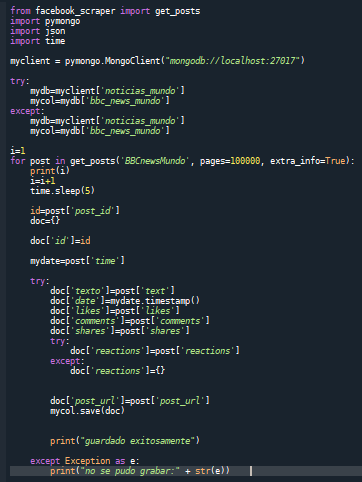 from facebook_scraper import get_posts
import pymongo
import json
import time
myclient = pymongo.MongoClient("mongodb://localhost:27017")
try:
    mydb=myclient['noticias_mundo']
    mycol=mydb['bbc_news_mundo']
except:
    mydb=myclient['noticias_mundo']
    mycol=mydb['bbc_news_mundo']
i=1
for post in get_posts('BBCnewsMundo', pages=100000, extra_info=True):
    print(i)
    i=i+1
    time.sleep(5)
    id=post['post_id']
    doc={}
    doc['id']=id
    mydate=post['time']
    try:
        doc['texto']=post['text']
        doc['date']=mydate.timestamp()
        doc['likes']=post['likes']
        doc['comments']=post['comments']
        doc['shares']=post['shares']
        try:
            doc['reactions']=post['reactions']
        except:
            doc['reactions']={}
        doc['post_url']=post['post_url']
        mycol.save(doc)
        print("guardado exitosamente")
    except Exception as e:
        print("no se pudo grabar:" + str(e))